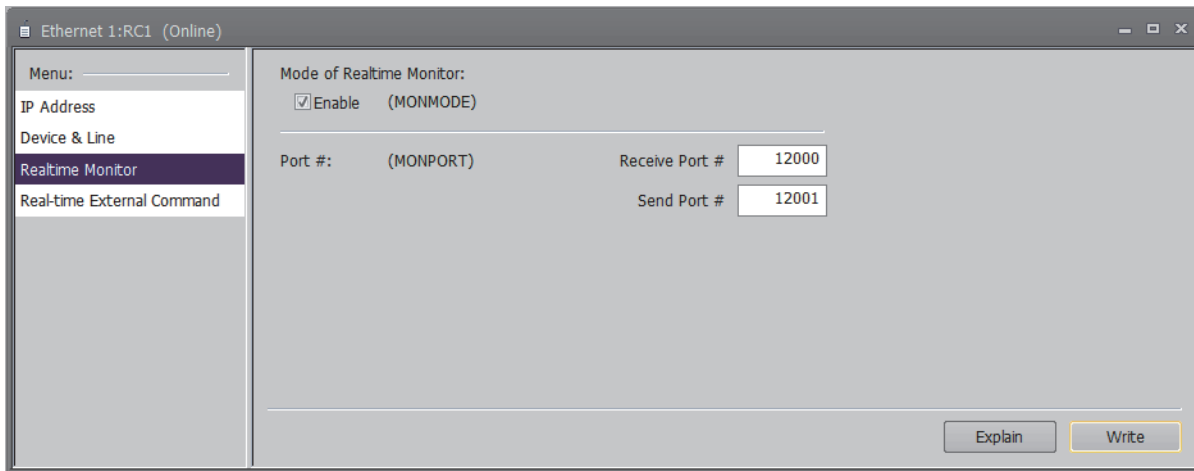 Ethernet 1:RC1 (Online)
Menu:
IP Address
Device & Line
Realtime Monitor
Real-time External Command
Mode of Realtime Monitor:
Enable (MONMODE)
Port #: (MONPORT) Receive Port # 12000
Send Port # 12001
Explain Write